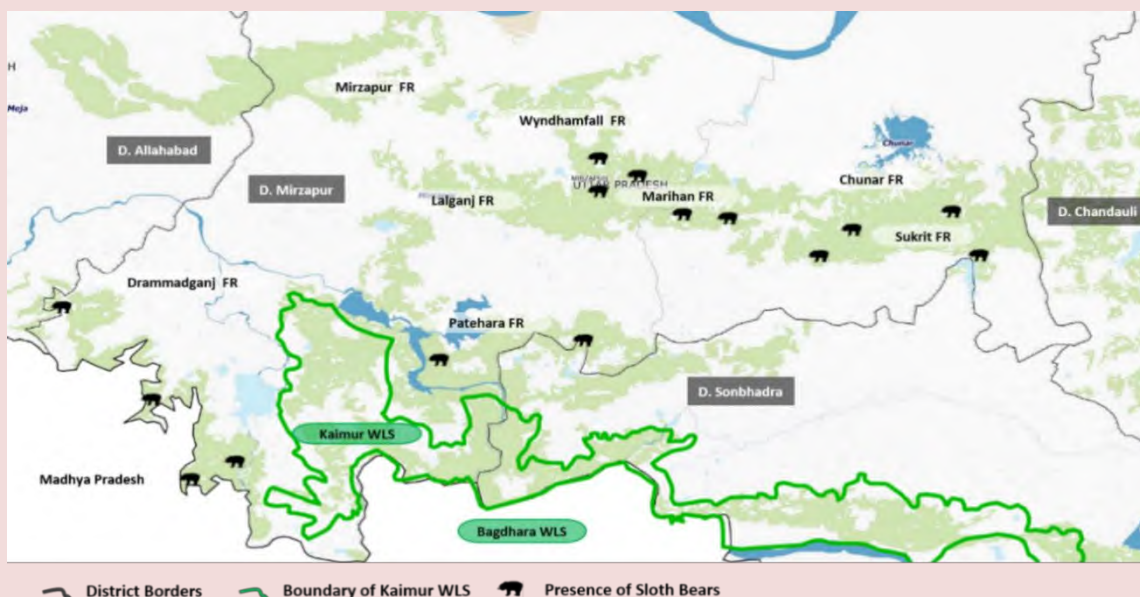 H
Meja
Mirzapur FR
Wyndhamfall FR
D. Allahabad
Chunar
Chunar FR
D. Mirzapur
UTTAR PRADESH
Lalganj FR
Marihan FR
D. Chandauli
Sukrit FR
Drammadganj FR
Patehara FR
D. Sonbhadra
Kaimur WLS
Madhya Pradesh
Bagdhara WLS
District Borders
Boundary of Kaimur WLS
Presence of Sloth Bears